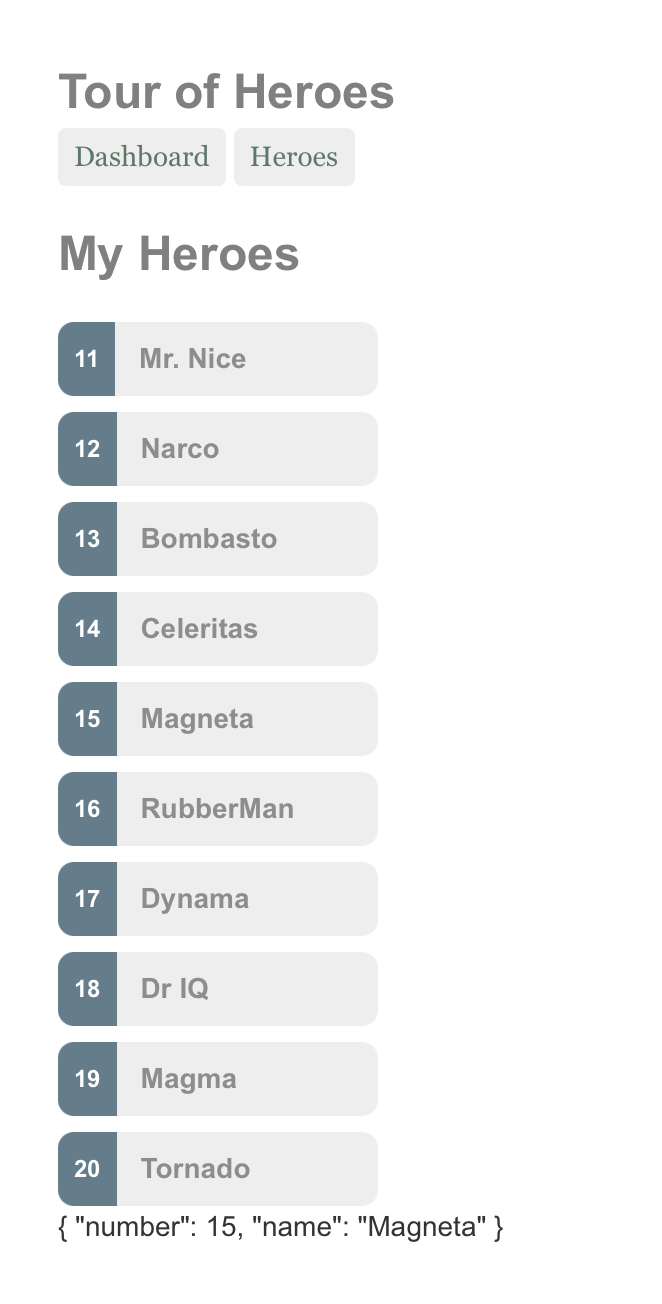 Tour of Heroes
Dashboard Heroes
My Heroes
11 Mr. Nice
12 Narco
13 Bombasto
14 Celeritas
15 Magneta
16 RubberMan
17 Dynama
18 Dr IQ
19 Magma
20 Tornado
{ "number": 15, "name": "Magneta" }